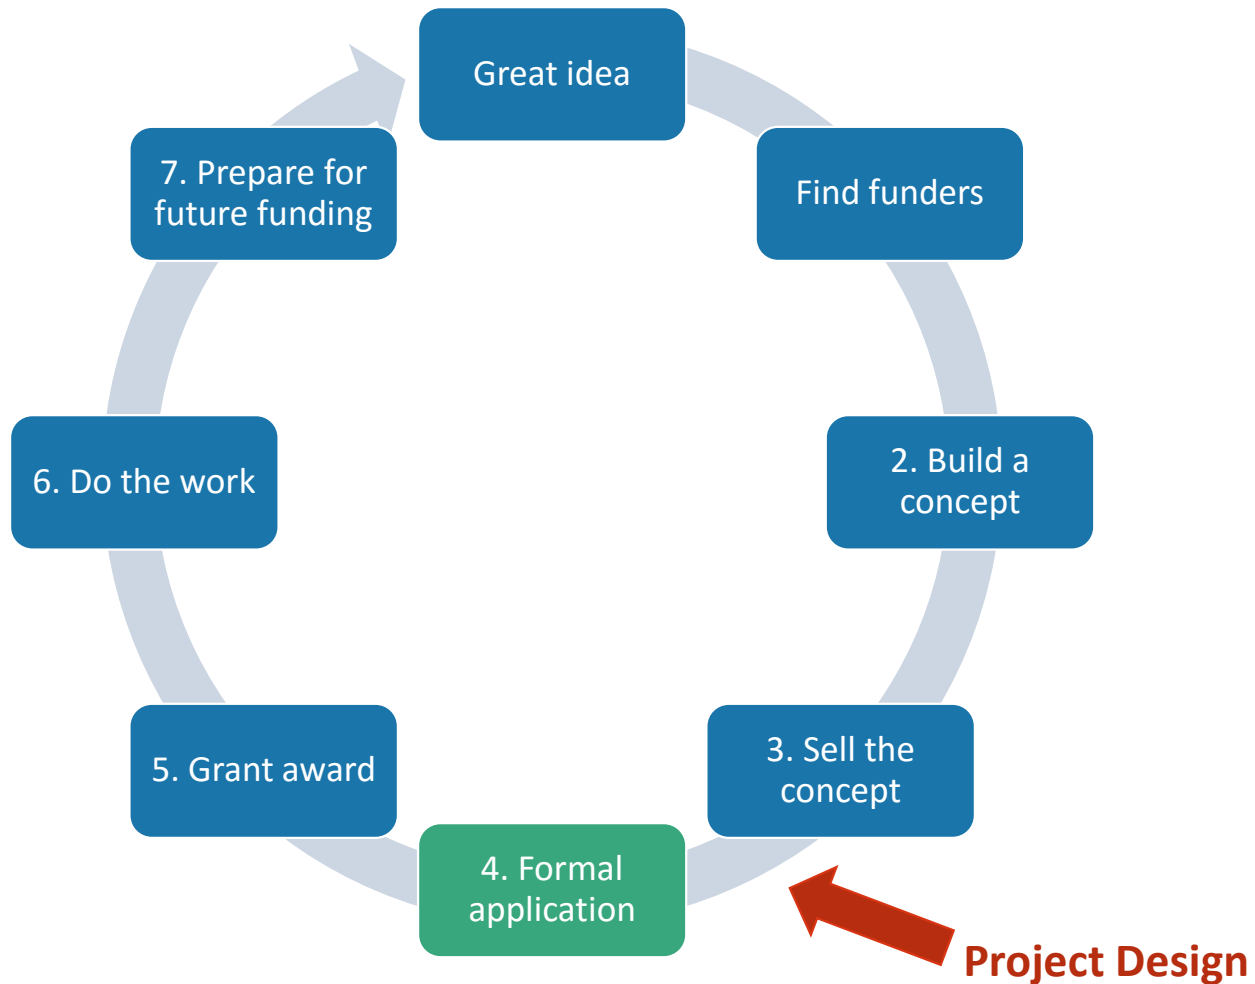 Great idea
Find funders
2. Build a
concept
3. Sell the
concept
4. Formal
application
5. Grant award
6. Do the work
7. Prepare for
future funding
Project Design